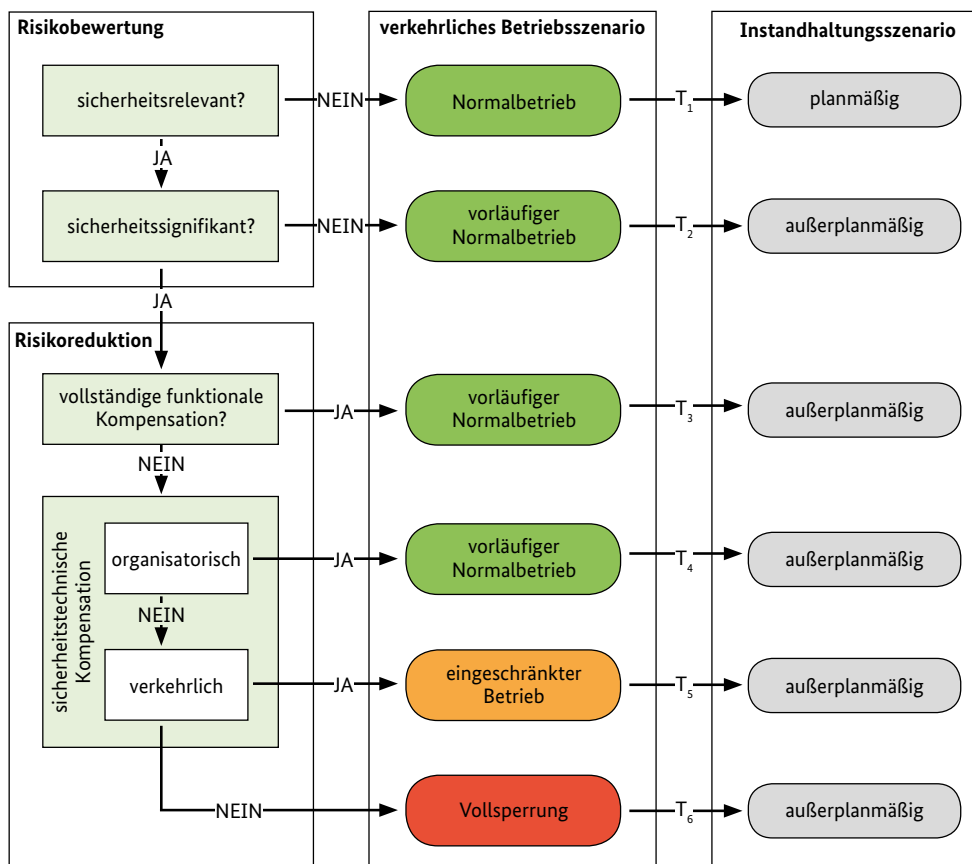 Risikobewertung
verkehrliches Betriebsszenario
Instandhaltungsszenario
sicherheitsrelevant?
NEIN
Normalbetrieb
T₁
planmäßig
JA
sicherheitssignifikant?
NEIN
vorläufiger
Normalbetrieb
T₂
außerplanmäßig
JA
Risikoreduktion
vollständige funktionale
Kompensation?
JA
vorläufiger
Normalbetrieb
T₃
außerplanmäßig
NEIN
sicherheitstechnische
Kompensation
organisatorisch
JA
vorläufiger
Normalbetrieb
T₄
außerplanmäßig
NEIN
verkehrlich
JA
eingeschränkter
Betrieb
T₅
außerplanmäßig
NEIN
Vollsperrung
T₆
außerplanmäßig